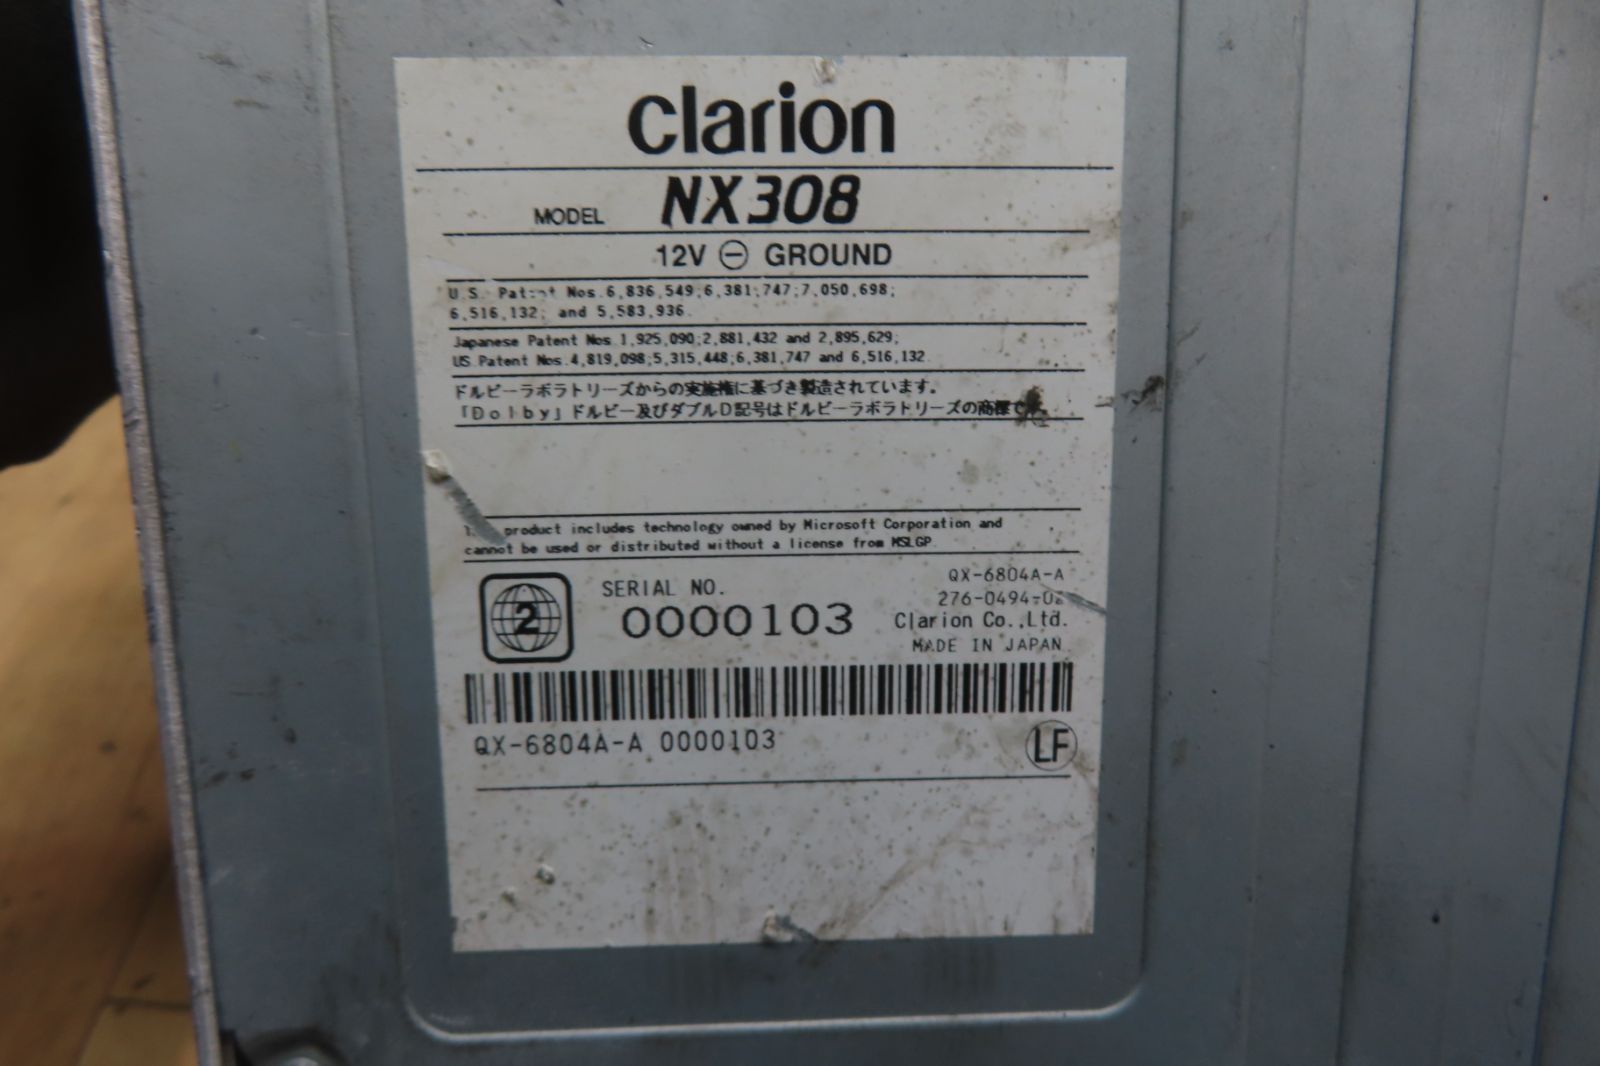 clarion
MODEL NX308
12V ⊖ GROUND
U.S. Patent Nos.6,836,549;6,381,747;7,050,698;
6,516,132; and 5,583,936.
Japanese Patent Nos.1,925,090;2,881,432 and 2,895,629;
US Patent Nos.4,819,098;5,315,448;6,381,747 and 6,516,132.
ドルビーラボラトリーズからの実施権に基づき製造されています。
「Dolby」ドルビー及びダブルD記号はドルビーラボラトリーズの商標で
product includes technology owned by Microsoft Corporation and
cannot be used or distributed without a license from MSLGP.
2
SERIAL NO.
0000103
QX-6804A-A
276-0494-
Clarion Co.,Ltd.
MADE IN JAPAN
QX-6804A-A 0000103
LF